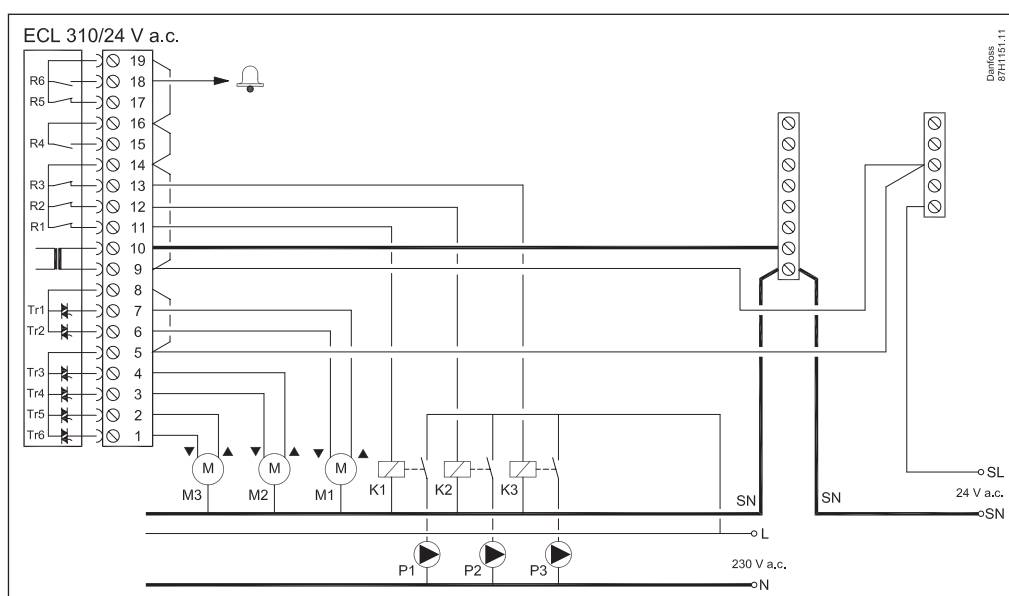 ECL 310/24 V a.c.
Danfoss
87H1151.11
19
R6 18
R5 17
16
R4 15
14
R3 13
R2 12
R1 11
10
9
8
Tr1 7
Tr2 6
5
Tr3 4
Tr4 3
Tr5 2
Tr6 1
M M M
M3 M2 M1 K1 K2 K3
SL
24 V a.c.
SN SN SN
L
P1 P2 P3
230 V a.c.
N